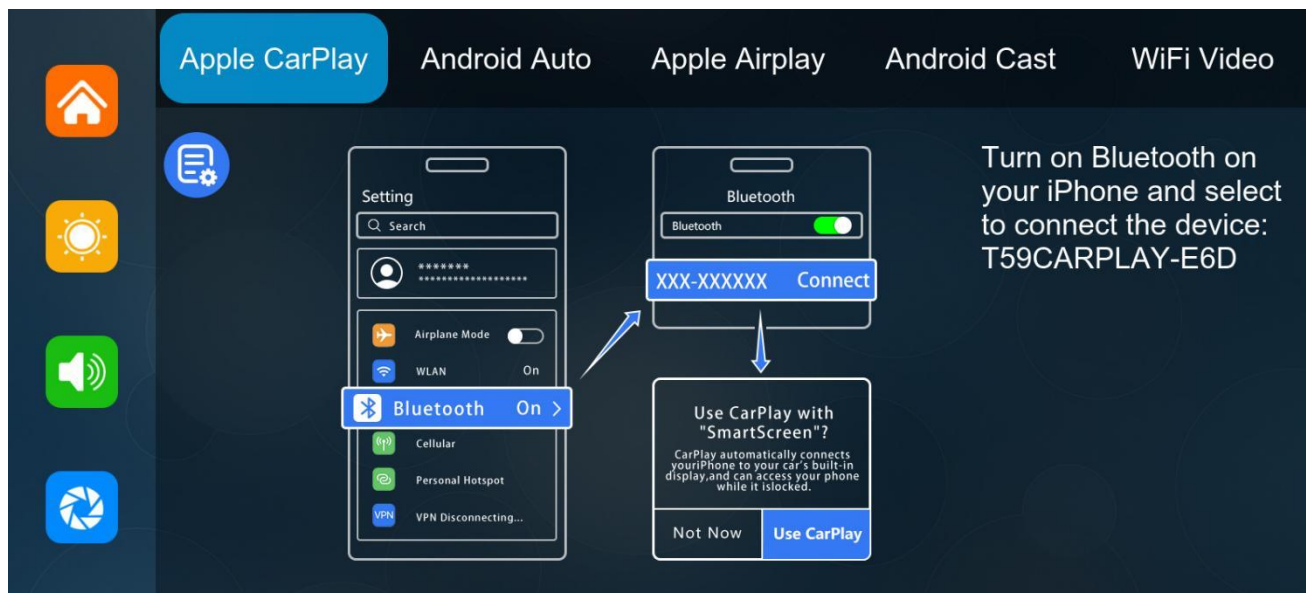 Apple CarPlay
Android Auto
Apple Airplay
Android Cast
WiFi Video
Setting
Search
*******
*******************
Airplane Mode
WLAN On
Bluetooth On >
Cellular
Personal Hotspot
VPN VPN Disconnecting...
Bluetooth
Bluetooth
XXX-XXXXXX Connect
Use CarPlay with
"SmartScreen"?
CarPlay automatically connects
youriPhone to your car's built-in
display,and can access your phone
while it islocked.
Not Now
Use CarPlay
Turn on Bluetooth on
your iPhone and select
to connect the device:
T59CARPLAY-E6D